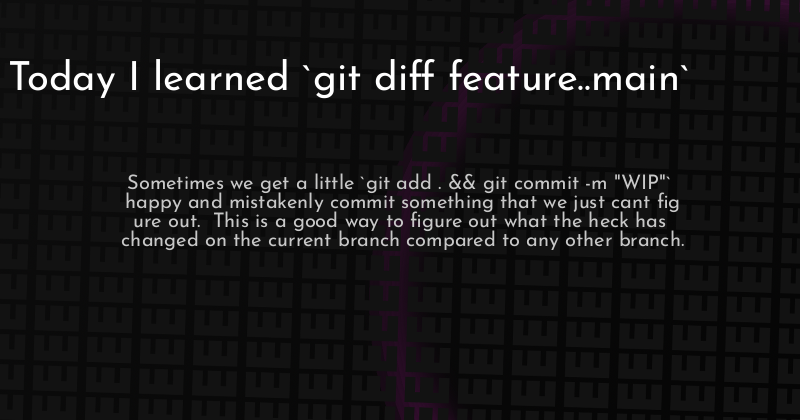 Today I learned `git diff feature..main`
Sometimes we get a little `git add . && git commit -m "WIP"`
happy and mistakenly commit something that we just cant fig
ure out.  This is a good way to figure out what the heck has
changed on the current branch compared to any other branch.